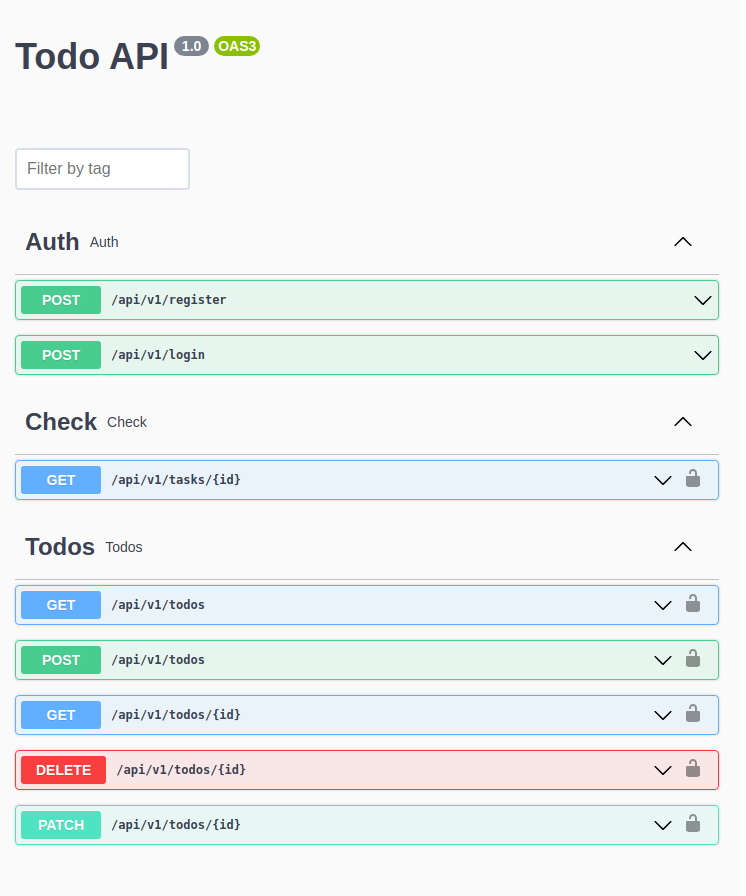 Todo API 1.0 OAS3
Filter by tag
Auth Auth
POST /api/v1/register
POST /api/v1/login
Check Check
GET /api/v1/tasks/{id}
Todos Todos
GET /api/v1/todos
POST /api/v1/todos
GET /api/v1/todos/{id}
DELETE /api/v1/todos/{id}
PATCH /api/v1/todos/{id}